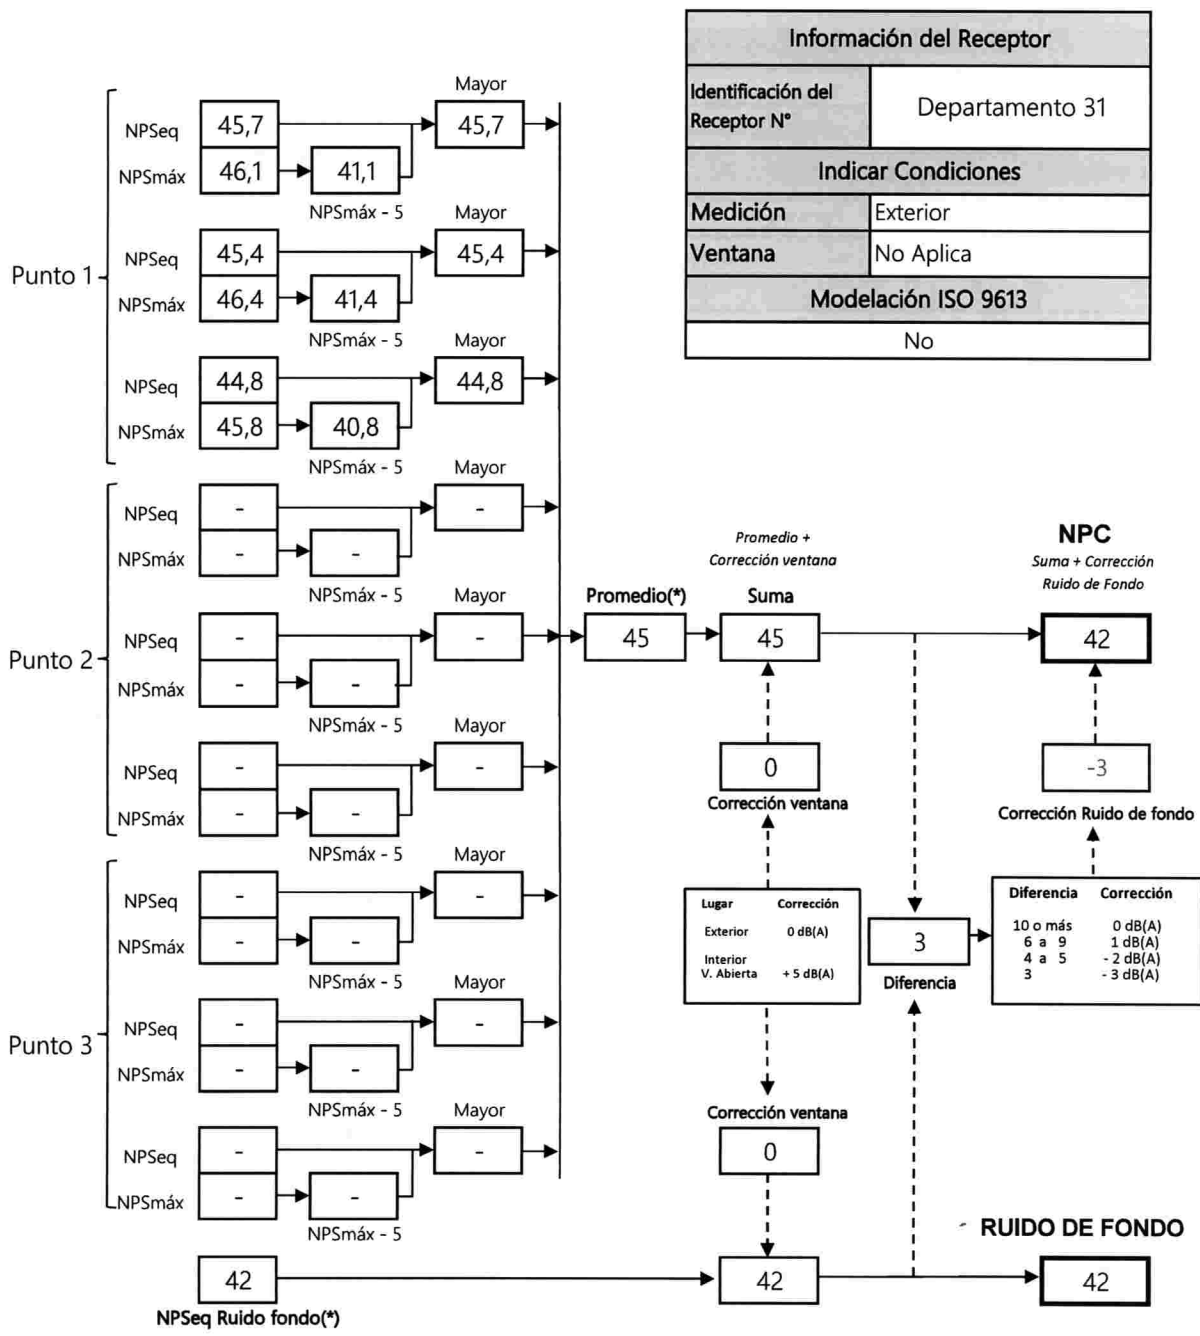 Información del Receptor
Identificación del Receptor N° Departamento 31
Indicar Condiciones
Medición Exterior
Ventana No Aplica
Modelación ISO 9613
No
Punto 1
Mayor
NPSeq 45,7 45,7
NPSmáx 46,1 41,1
NPSmáx - 5 Mayor
NPSeq 45,4 45,4
NPSmáx 46,4 41,4
NPSmáx - 5 Mayor
NPSeq 44,8 44,8
NPSmáx 45,8 40,8
NPSmáx - 5 Mayor
Punto 2
NPSeq - -
NPSmáx - -
NPSmáx - 5 Mayor
NPSeq - -
NPSmáx - -
NPSmáx - 5 Mayor
NPSeq - -
NPSmáx - -
NPSmáx - 5 Mayor
Punto 3
NPSeq - -
NPSmáx - -
NPSmáx - 5 Mayor
NPSeq - -
NPSmáx - -
NPSmáx - 5 Mayor
NPSeq - -
NPSmáx - -
NPSmáx - 5
42
NPSeq Ruido fondo(*)
Promedio(*)
45
Promedio +
Corrección ventana
Suma
45
0
Corrección ventana
Lugar Corrección
Exterior 0 dB(A)
Interior
V. Abierta + 5 dB(A)
Corrección ventana
0
42
3
Diferencia
NPC
Suma + Corrección
Ruido de Fondo
42
-3
Corrección Ruido de fondo
Diferencia Corrección
10 o más 0 dB(A)
6 a 9 1 dB(A)
4 a 5 - 2 dB(A)
3 - 3 dB(A)
RUIDO DE FONDO
42